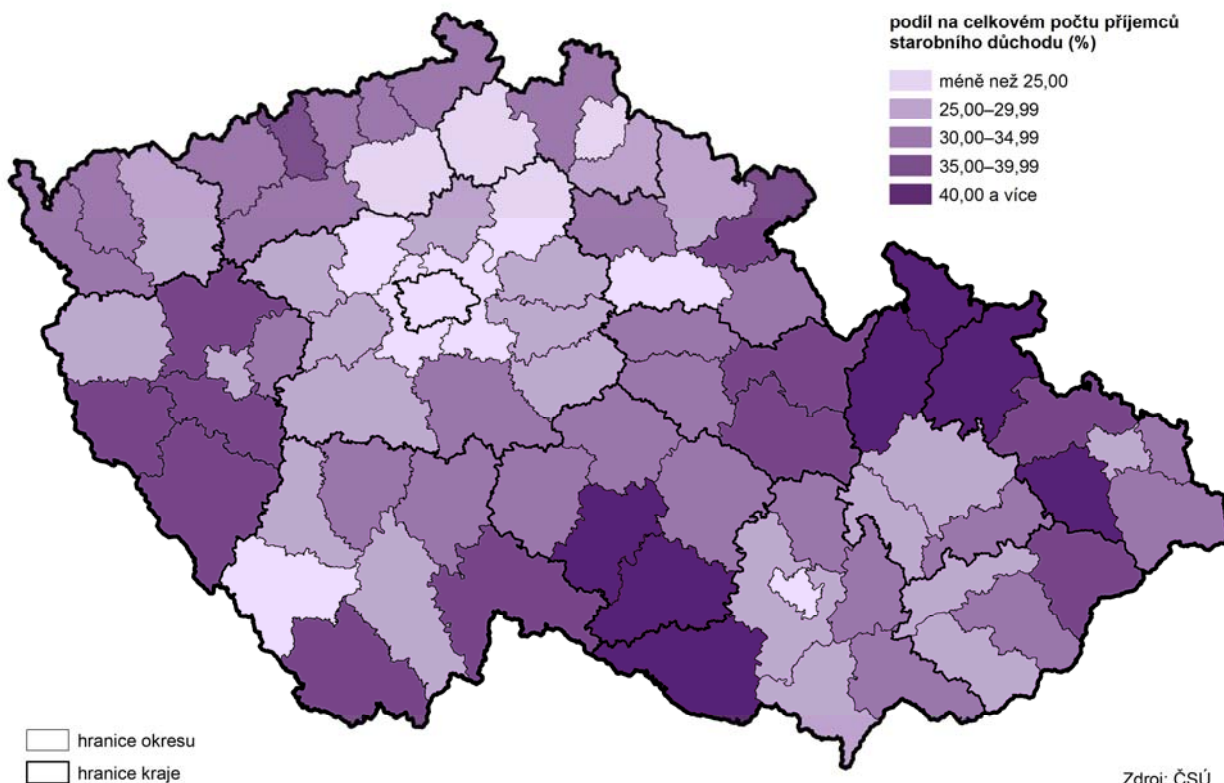 podíl na celkovém počtu příjemců
starobního důchodu (%)
méně než 25,00
25,00–29,99
30,00–34,99
35,00–39,99
40,00 a více
hranice okresu
hranice kraje
Zdroj: ČSÚ